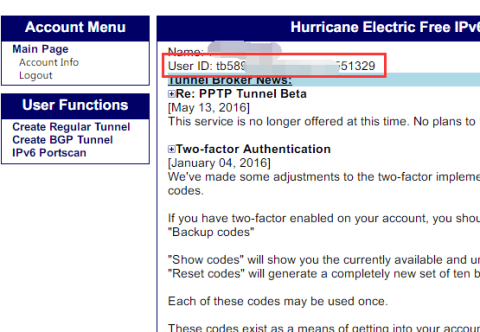 Account Menu
Main Page
Account Info
Logout
User Functions
Create Regular Tunnel
Create BGP Tunnel
IPv6 Portscan
Hurricane Electric Free IPv6
Name:
User ID: tb589 551329
Tunnel Broker News:
Re: PPTP Tunnel Beta
[May 13, 2016]
This service is no longer offered at this time. No plans to
Two-factor Authentication
[January 04, 2016]
We've made some adjustments to the two-factor impleme
codes.
If you have two-factor enabled on your account, you shou
"Backup codes"
"Show codes" will show you the currently available and u
"Reset codes" will generate a completely new set of ten b
Each of these codes may be used once.
These codes exist as a means of getting into your accoun